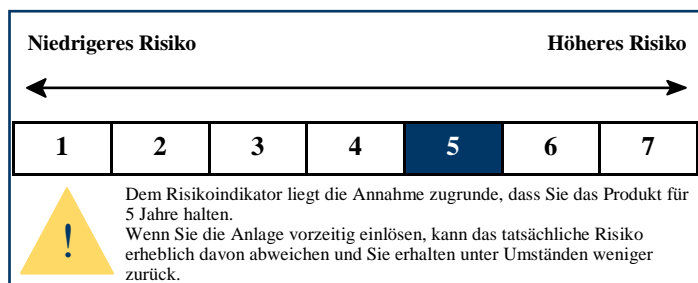 Niedrigeres Risiko Höheres Risiko
1 2 3 4 5 6 7
! Dem Risikoindikator liegt die Annahme zugrunde, dass Sie das Produkt für
5 Jahre halten.
Wenn Sie die Anlage vorzeitig einlösen, kann das tatsächliche Risiko
erheblich davon abweichen und Sie erhalten unter Umständen weniger
zurück.